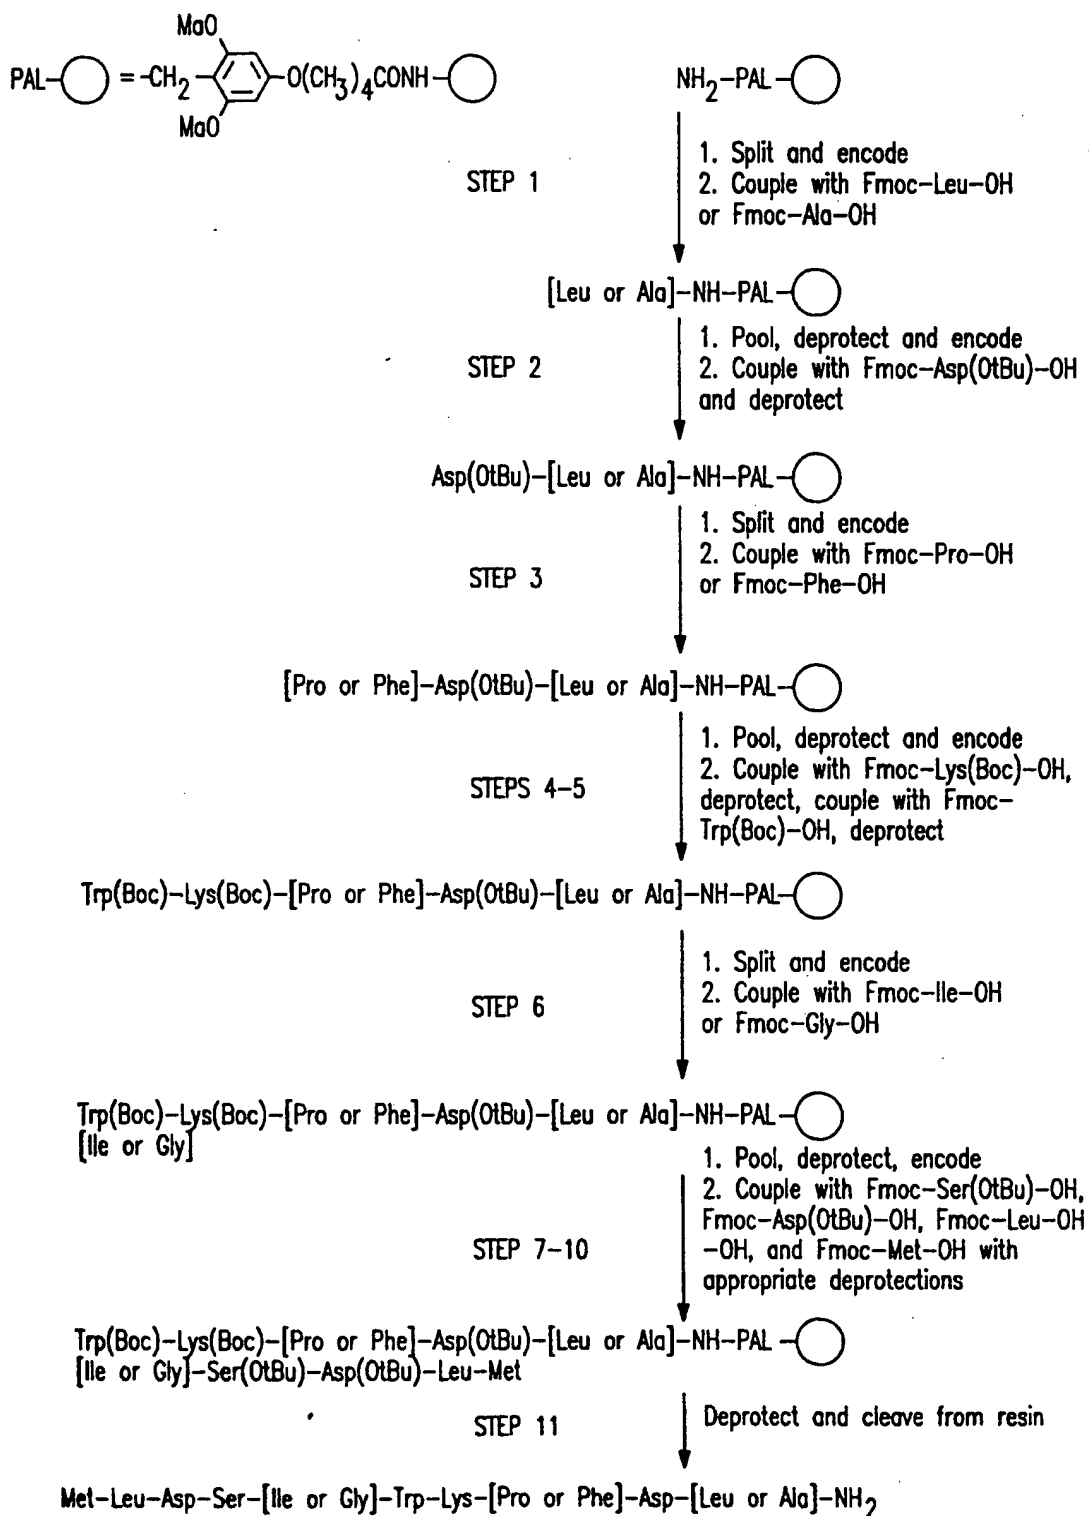 MaO
PAL-◯ = -CH2-O(CH3)4CONH-◯
MaO
NH2-PAL-◯
STEP 1
1. Split and encode
2. Couple with Fmoc-Leu-OH
or Fmoc-Ala-OH
[Leu or Ala]-NH-PAL-◯
STEP 2
1. Pool, deprotect and encode
2. Couple with Fmoc-Asp(OtBu)-OH
and deprotect
Asp(OtBu)-[Leu or Ala]-NH-PAL-◯
STEP 3
1. Split and encode
2. Couple with Fmoc-Pro-OH
or Fmoc-Phe-OH
[Pro or Phe]-Asp(OtBu)-[Leu or Ala]-NH-PAL-◯
STEPS 4-5
1. Pool, deprotect and encode
2. Couple with Fmoc-Lys(Boc)-OH,
deprotect, couple with Fmoc-
Trp(Boc)-OH, deprotect
Trp(Boc)-Lys(Boc)-[Pro or Phe]-Asp(OtBu)-[Leu or Ala]-NH-PAL-◯
STEP 6
1. Split and encode
2. Couple with Fmoc-Ile-OH
or Fmoc-Gly-OH
Trp(Boc)-Lys(Boc)-[Pro or Phe]-Asp(OtBu)-[Leu or Ala]-NH-PAL-◯
[Ile or Gly]
STEP 7-10
1. Pool, deprotect, encode
2. Couple with Fmoc-Ser(OtBu)-OH,
Fmoc-Asp(OtBu)-OH, Fmoc-Leu-OH
-OH, and Fmoc-Met-OH with
appropriate deprotections
Trp(Boc)-Lys(Boc)-[Pro or Phe]-Asp(OtBu)-[Leu or Ala]-NH-PAL-◯
[Ile or Gly]-Ser(OtBu)-Asp(OtBu)-Leu-Met
STEP 11
Deprotect and cleave from resin
Met-Leu-Asp-Ser-[Ile or Gly]-Trp-Lys-[Pro or Phe]-Asp-[Leu or Ala]-NH2